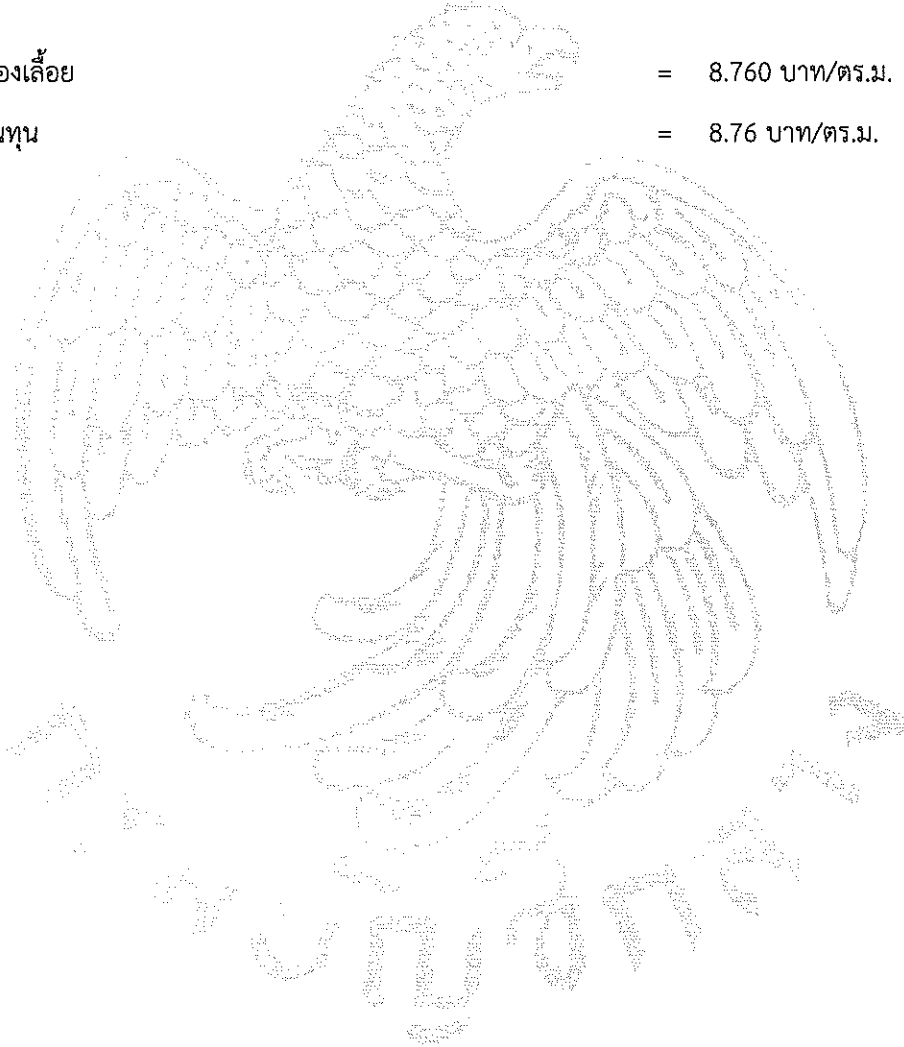 องเลื้อย = 8.760 บาท/ตร.ม.
นทุน = 8.76 บาท/ตร.ม.